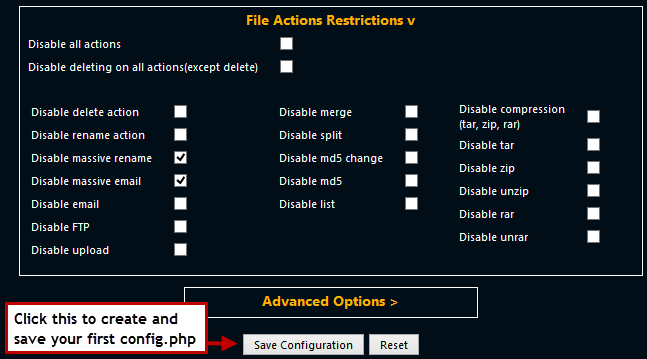 File Actions Restrictions v
Disable all actions
Disable deleting on all actions(except delete)
Disable delete action
Disable rename action
Disable massive rename
Disable massive email
Disable email
Disable FTP
Disable upload
Disable merge
Disable split
Disable md5 change
Disable md5
Disable list
Disable compression
(tar, zip, rar)
Disable tar
Disable zip
Disable unzip
Disable rar
Disable unrar
Advanced Options >
Click this to create and
save your first config.php
Save Configuration
Reset